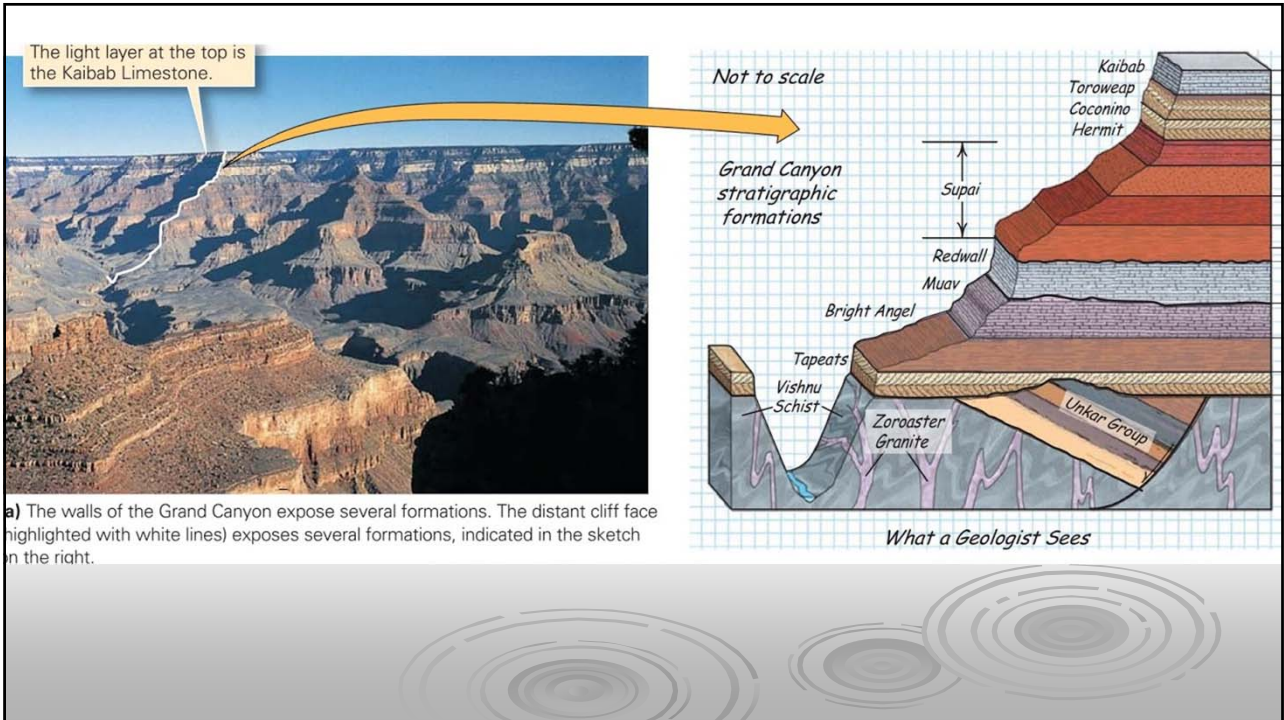 The light layer at the top is
the Kaibab Limestone.
a) The walls of the Grand Canyon expose several formations. The distant cliff face
highlighted with white lines) exposes several formations, indicated in the sketch
on the right.
Not to scale
Grand Canyon
stratigraphic
formations
Kaibab
Toroweap
Coconino
Hermit
Supai
Redwall
Muav
Bright Angel
Tapeats
Vishnu
Schist
Zoroaster
Granite
Unkar Group
What a Geologist Sees